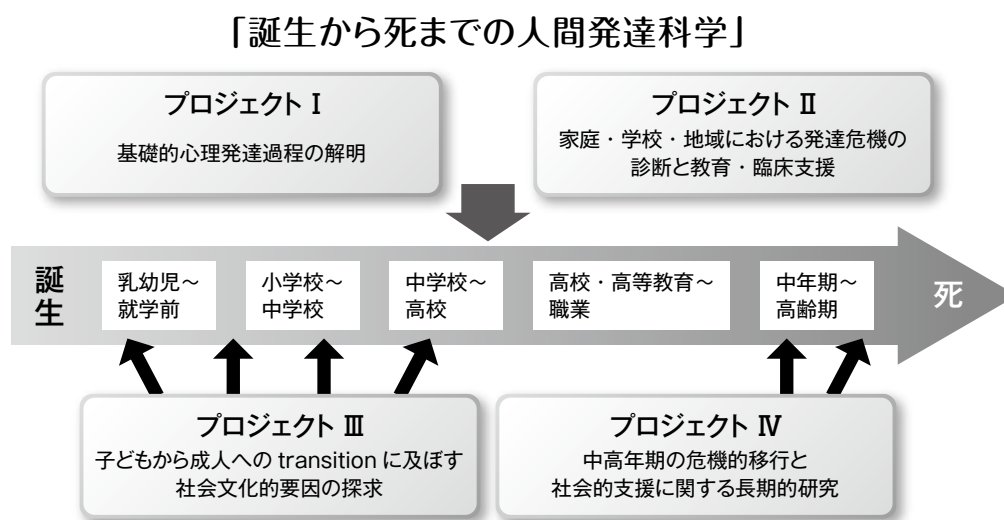 「誕生から死までの人間発達科学」
プロジェクト Ⅰ
基礎的心理発達過程の解明
プロジェクト Ⅱ
家庭・学校・地域における発達危機の
診断と教育・臨床支援
誕
生
乳幼児～
就学前
小学校～
中学校
中学校～
高校
高校・高等教育～
職業
中年期～
高齢期
死
プロジェクト Ⅲ
子どもから成人への transition に及ぼす
社会文化的要因の探求
プロジェクト Ⅳ
中高年期の危機的移行と
社会的支援に関する長期的研究